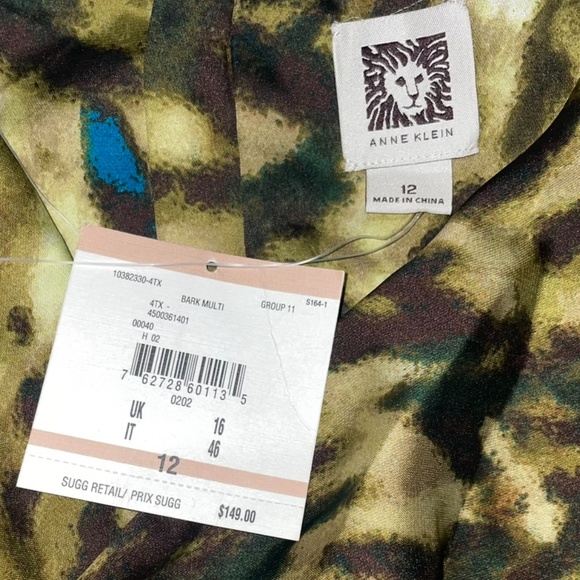 ANNE KLEIN
12
MADE IN CHINA
10382330-4TX
BARK MULTI GROUP 11 S164-1
4TX -
4500361401
00040
H 02
7 62728 60113 5
0202
UK 16
IT 46
12
SUGG RETAIL/ PRIX SUGG $149.00